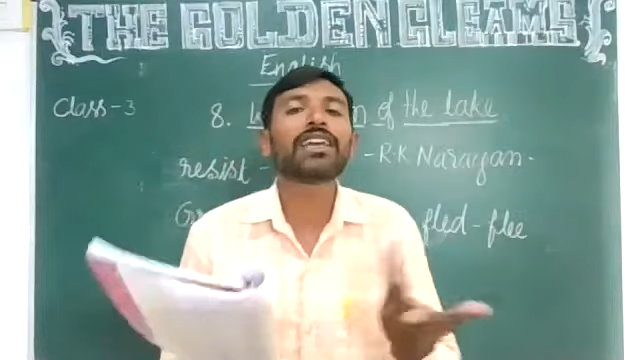 THE GOLDEN GLEAMS
English
Class-3
8. of the lake
-R.K Narayan.
resist -
fled - flee